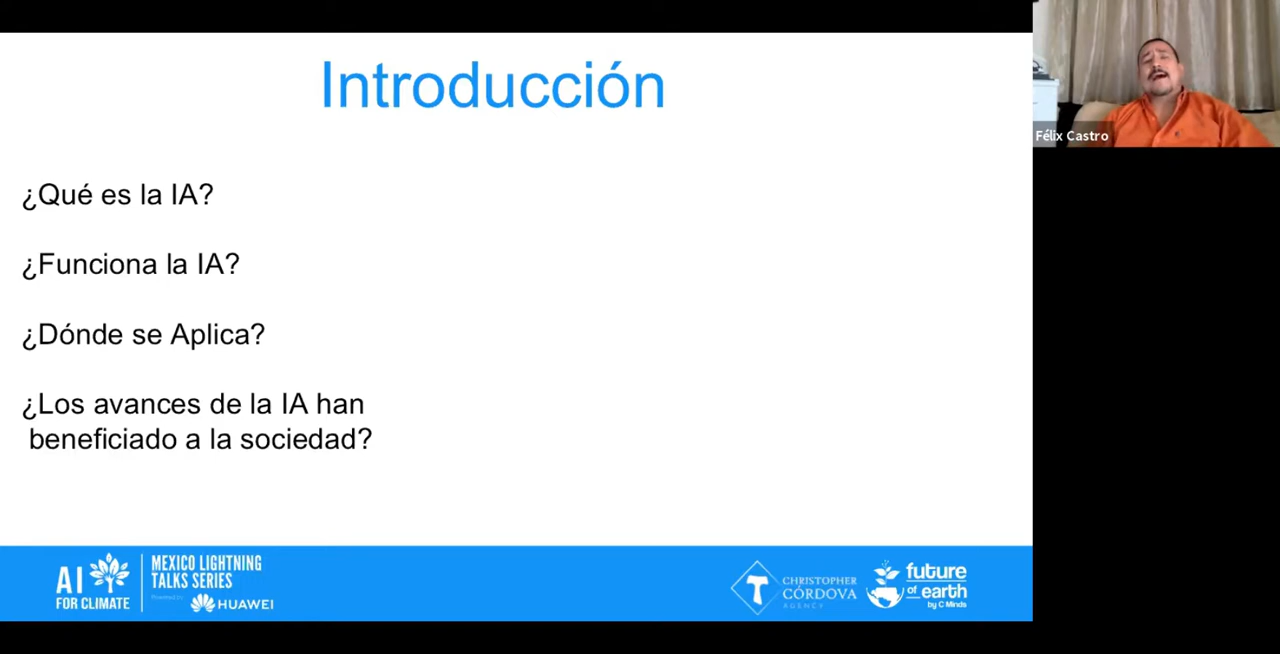 Introducción
Félix Castro
¿Qué es la IA?
¿Funciona la IA?
¿Dónde se Aplica?
¿Los avances de la IA han
beneficiado a la sociedad?
AI
FOR CLIMATE
MEXICO LIGHTNING
TALKS SERIES
Powered by
HUAWEI
CHRISTOPHER
CÓRDOVA
AGENCY
future
of earth
by C Minds